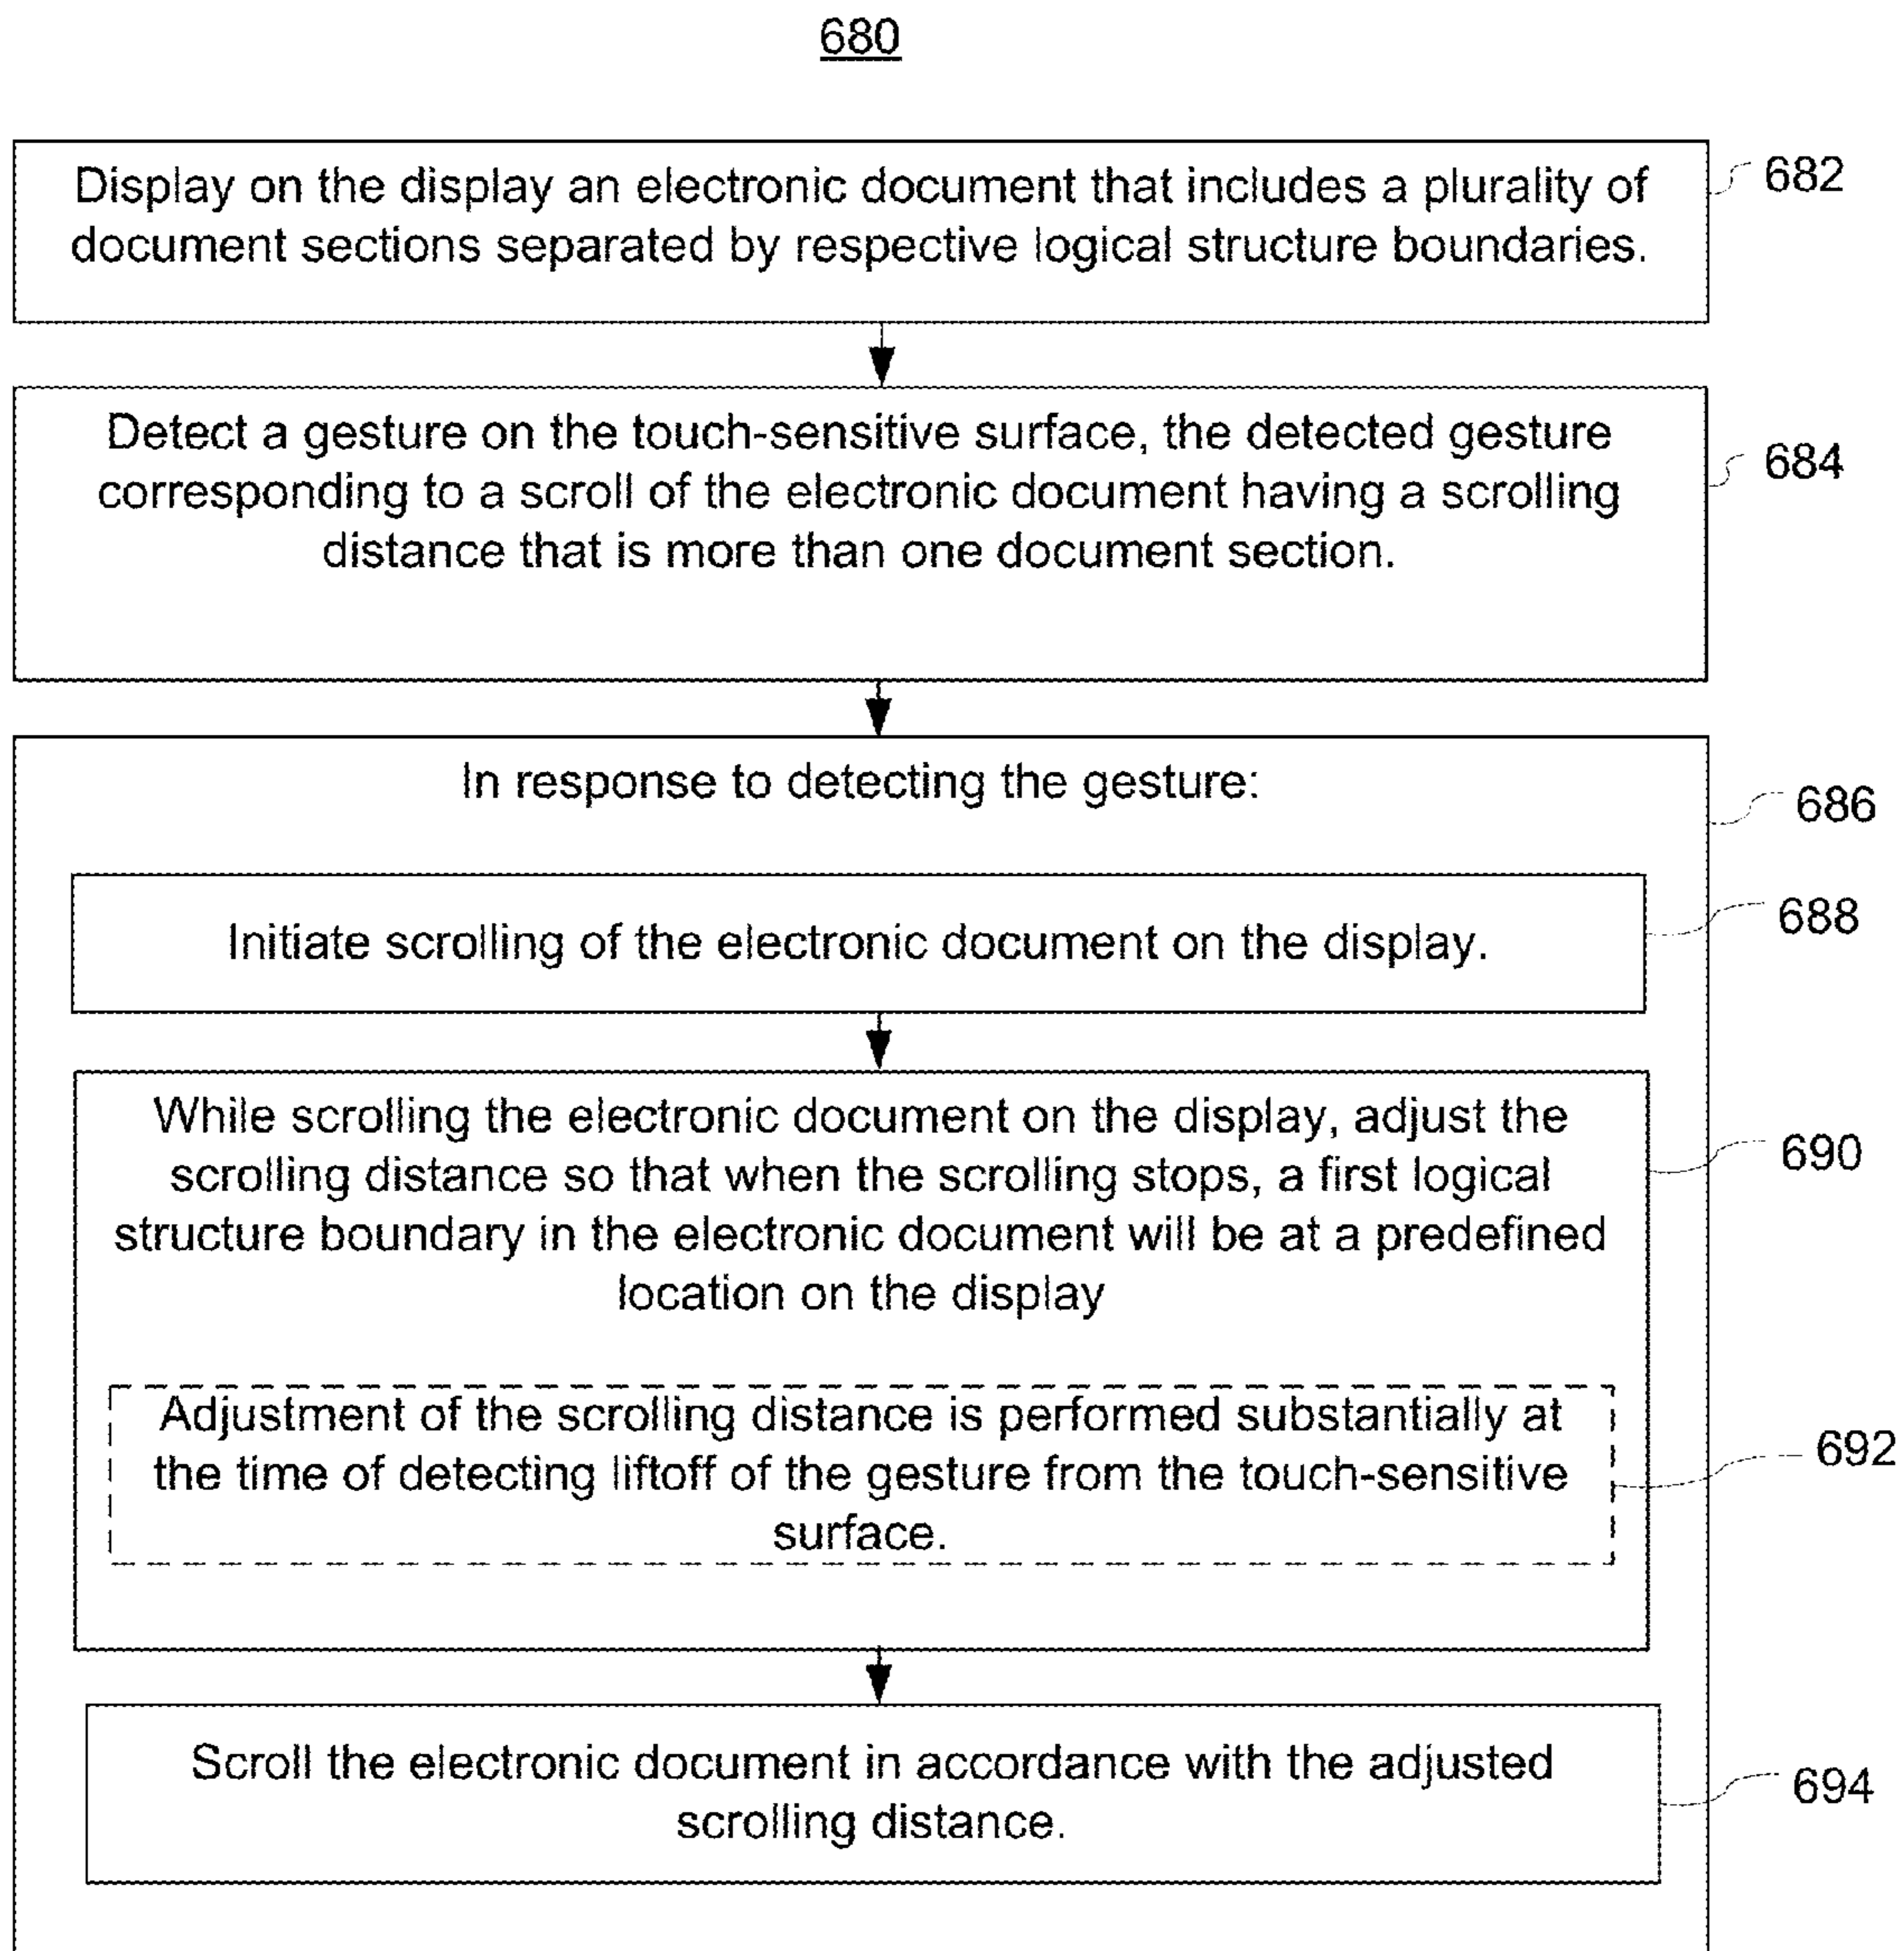 680
Display on the display an electronic document that includes a plurality of
document sections separated by respective logical structure boundaries.
682
Detect a gesture on the touch-sensitive surface, the detected gesture
corresponding to a scroll of the electronic document having a scrolling
distance that is more than one document section.
684
In response to detecting the gesture:
686
Initiate scrolling of the electronic document on the display.
688
While scrolling the electronic document on the display, adjust the
scrolling distance so that when the scrolling stops, a first logical
structure boundary in the electronic document will be at a predefined
location on the display
690
Adjustment of the scrolling distance is performed substantially at
the time of detecting liftoff of the gesture from the touch-sensitive
surface.
692
Scroll the electronic document in accordance with the adjusted
scrolling distance.
694